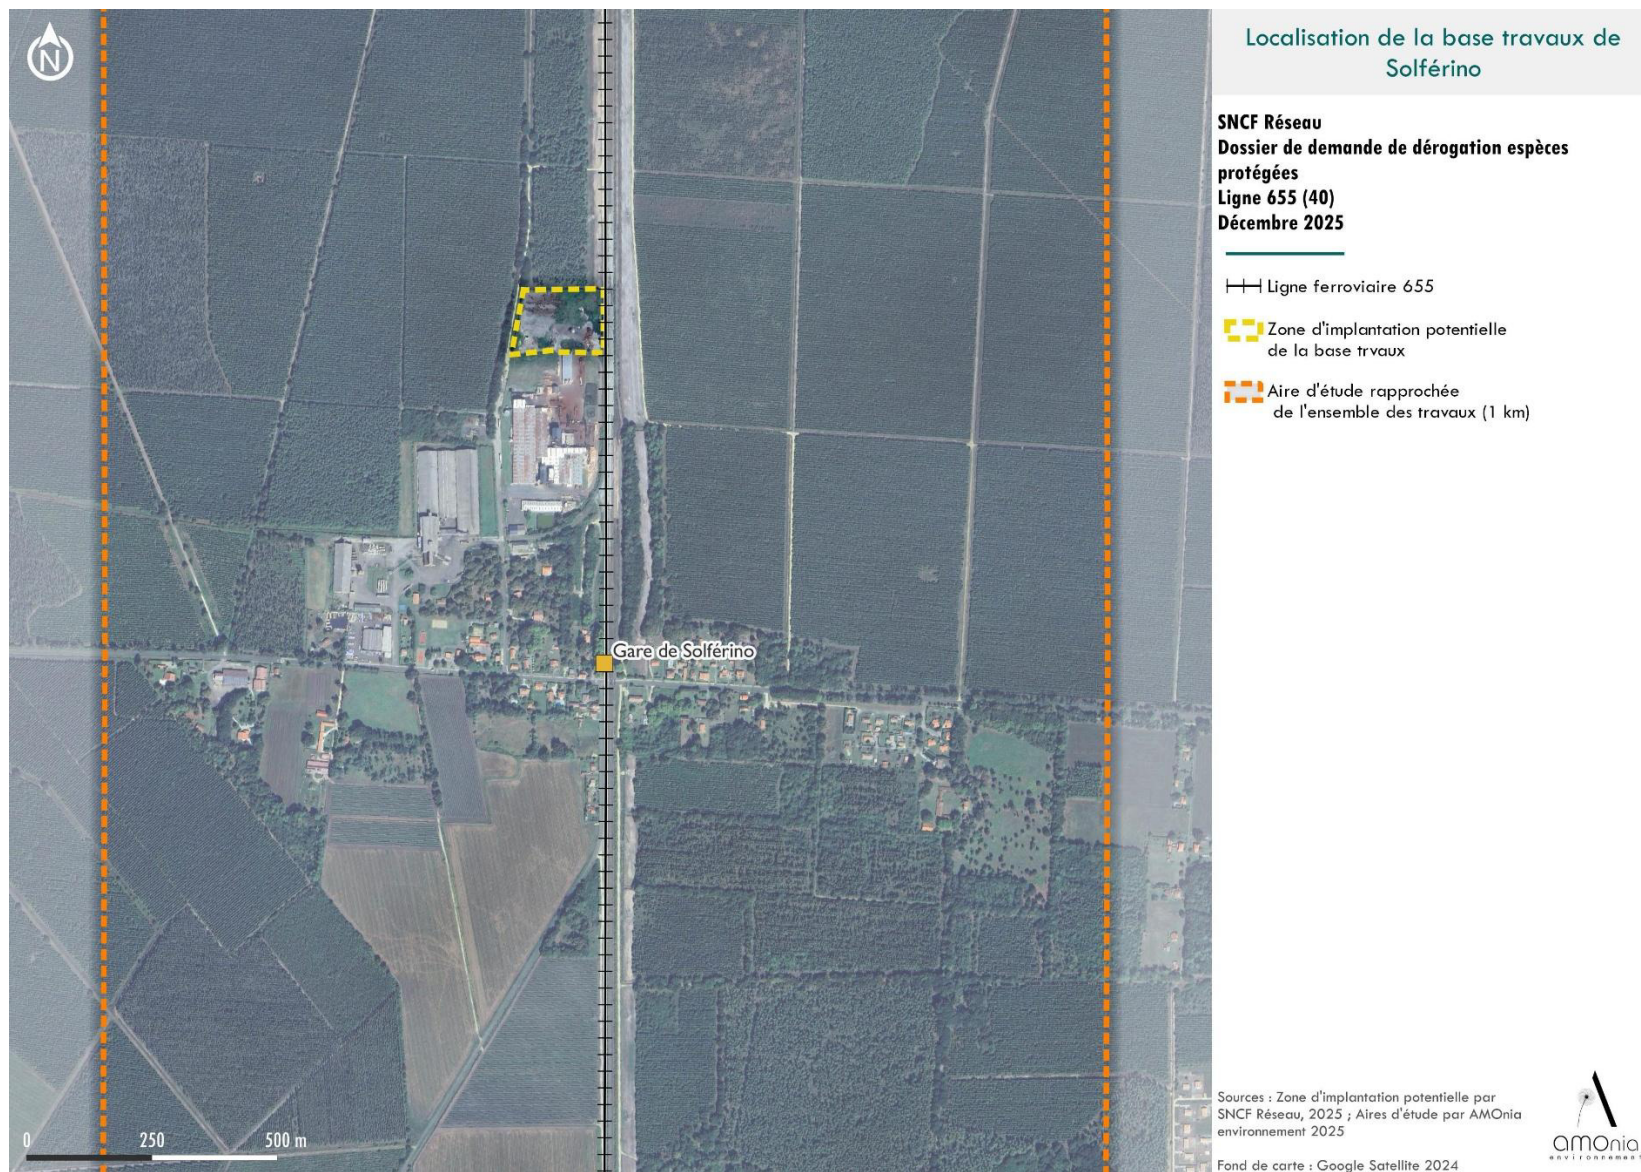 N
Localisation de la base travaux de
Solférino
SNCF Réseau
Dossier de demande de dérogation espèces
protégées
Ligne 655 (40)
Décembre 2025
Ligne ferroviaire 655
Zone d'implantation potentielle
de la base trvaux
Aire d'étude rapprochée
de l'ensemble des travaux (1 km)
Gare de Solférino
0 250 500 m
Sources : Zone d'implantation potentielle par
SNCF Réseau, 2025 ; Aires d'étude par AMOnia
environnement 2025
Fond de carte : Google Satellite 2024
amonia
environnement